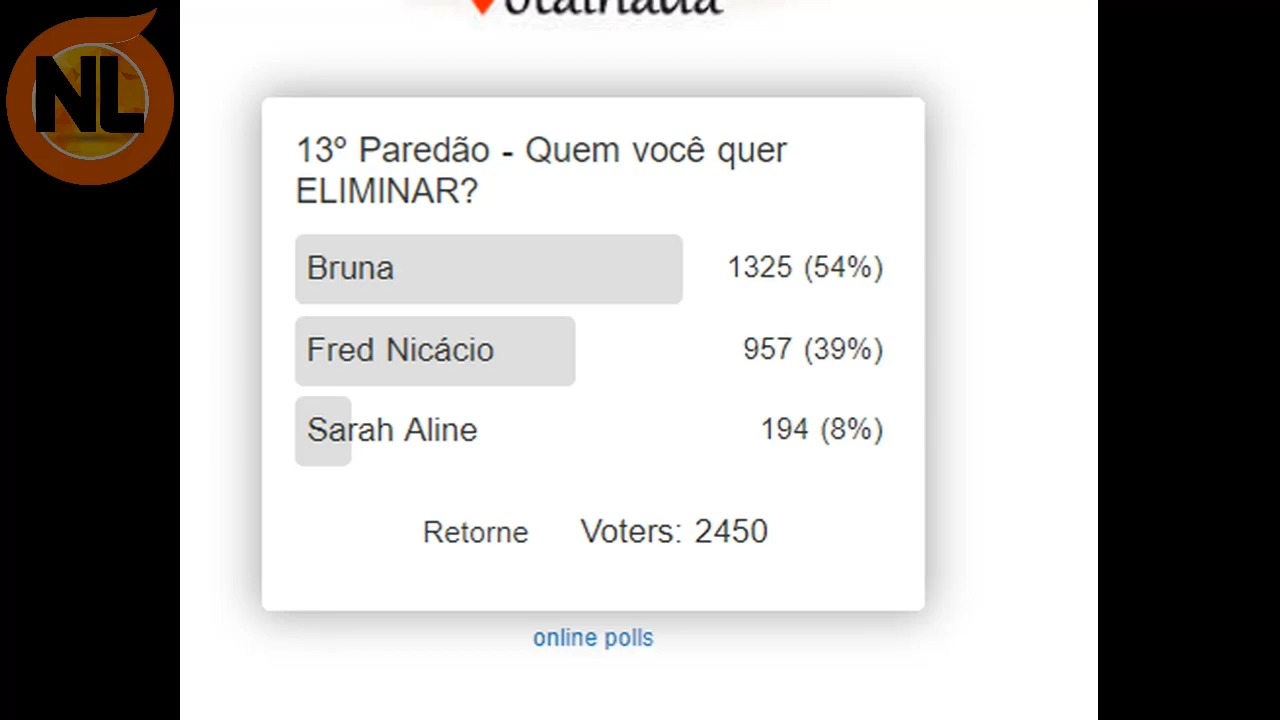 NL
13º Paredão - Quem você quer
ELIMINAR?
Bruna 1325 (54%)
Fred Nicácio 957 (39%)
Sarah Aline 194 (8%)
Retorne Voters: 2450
online polls